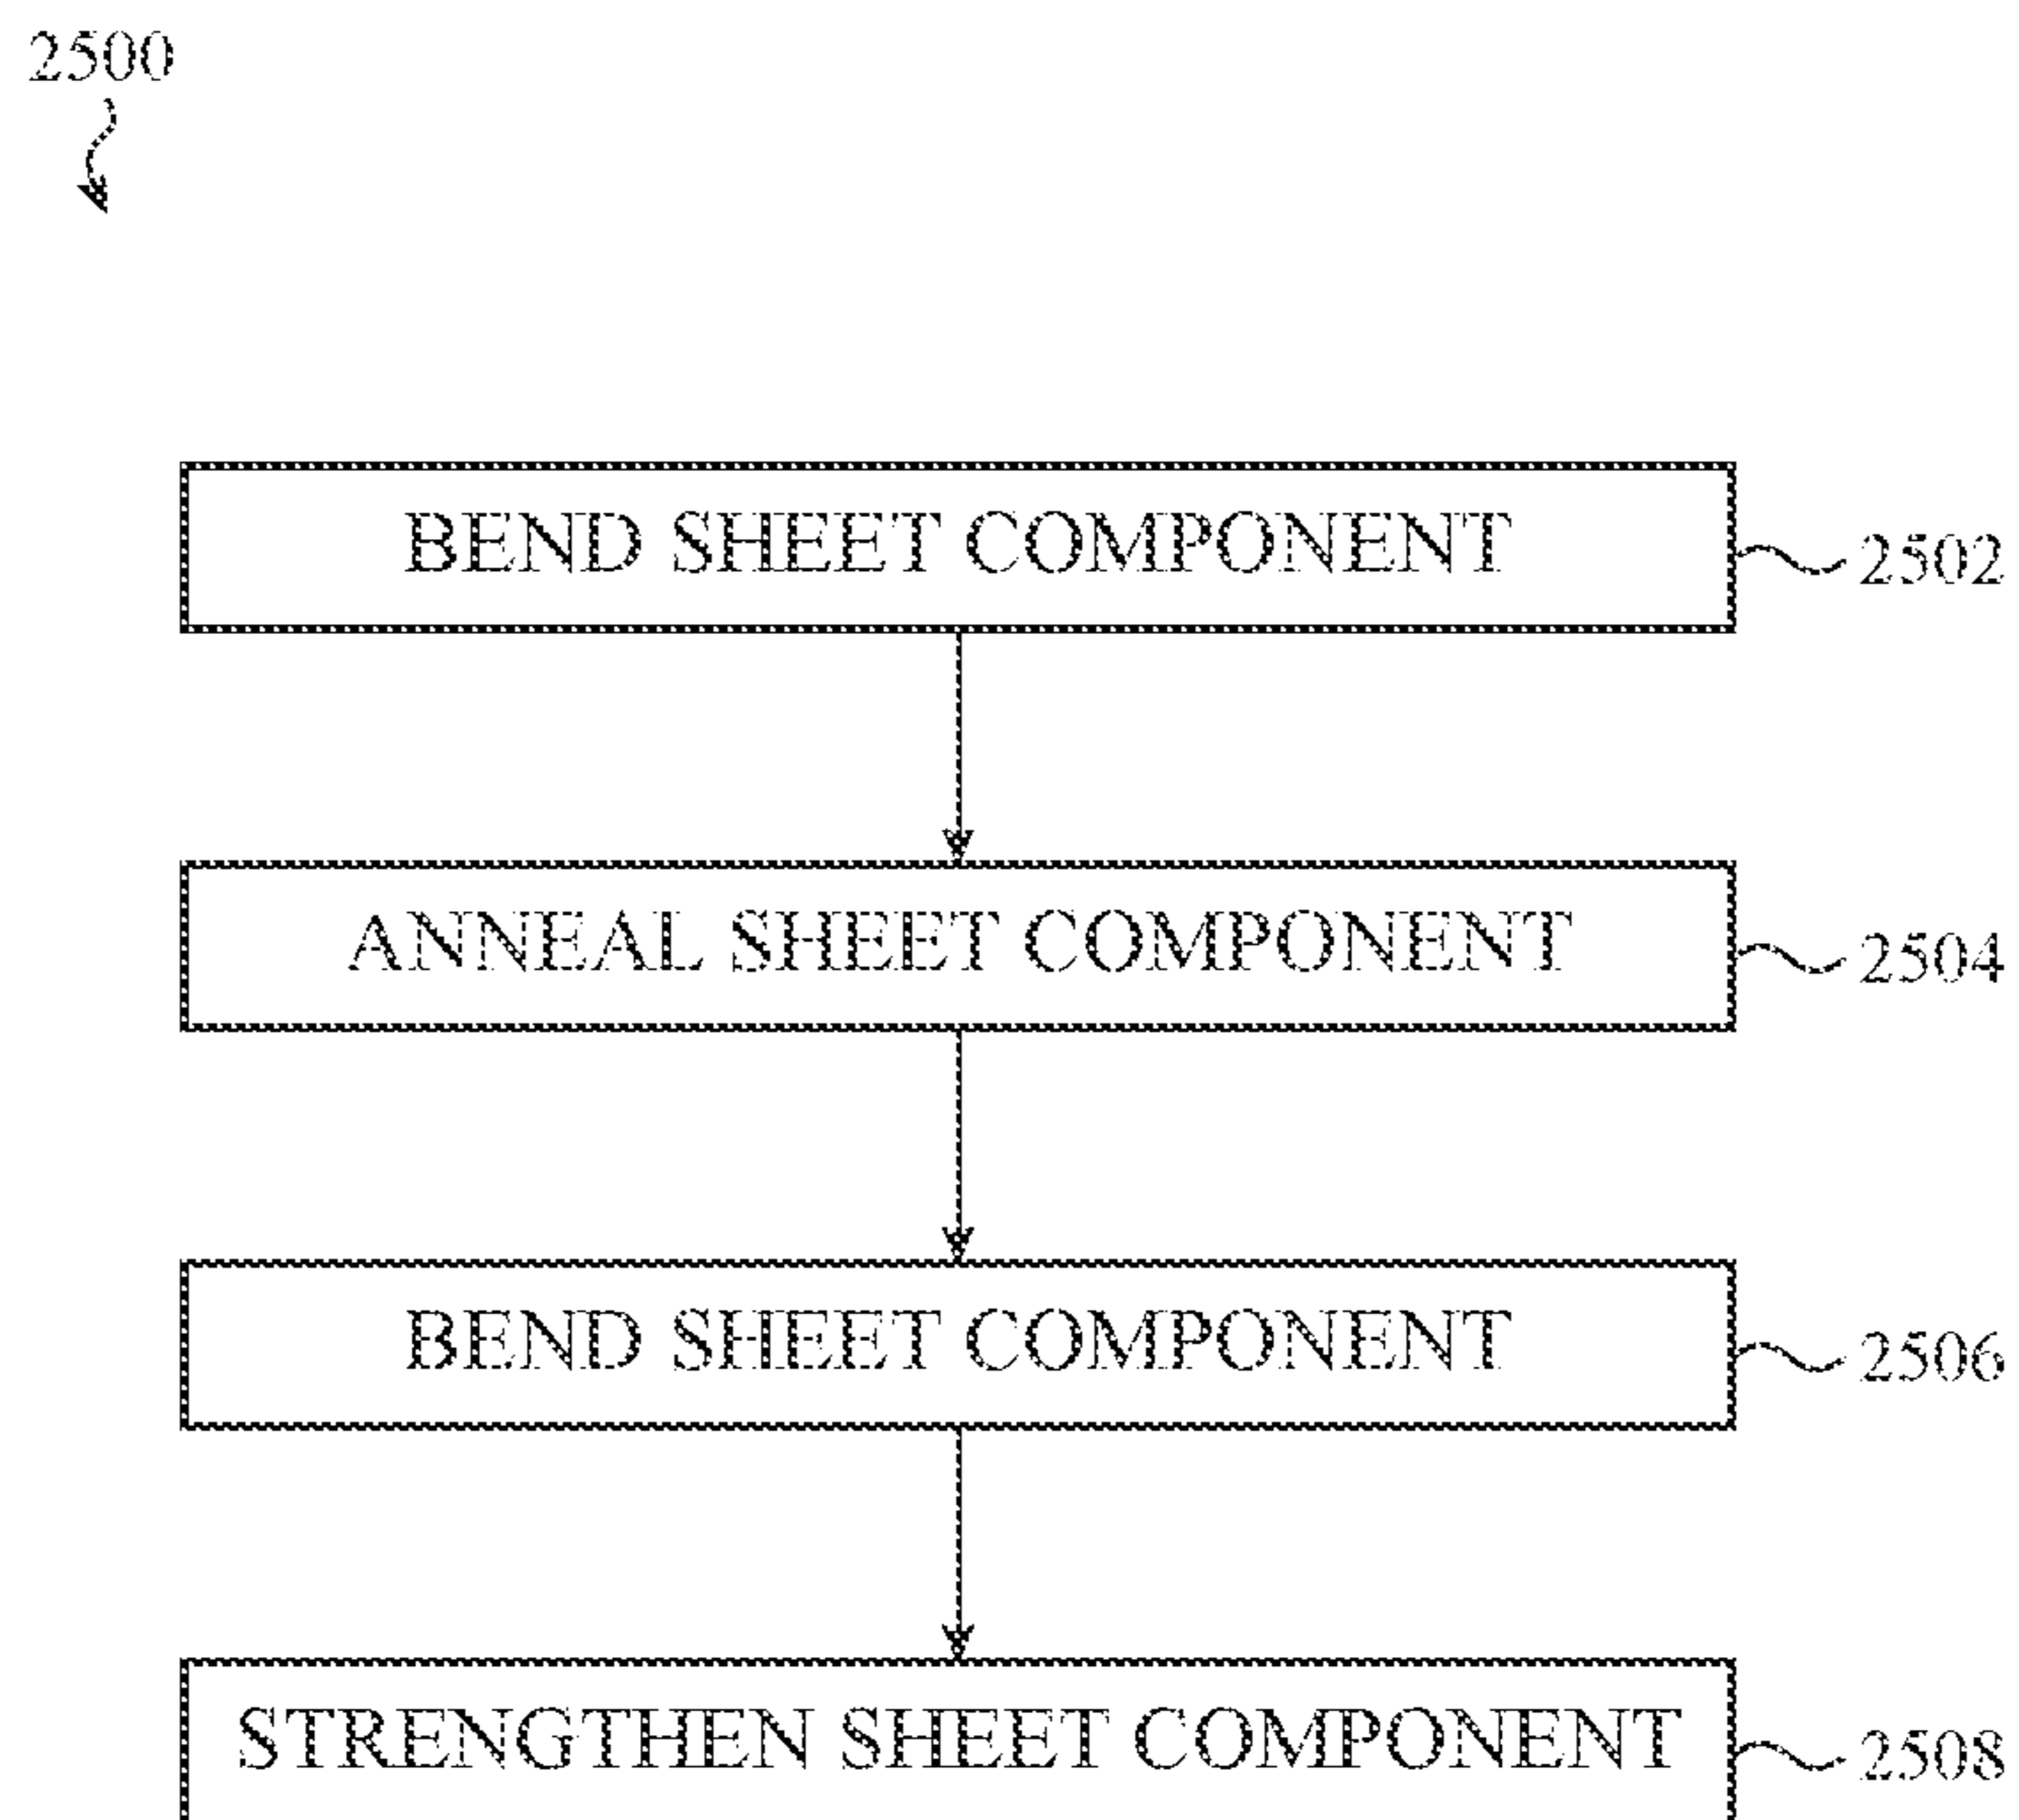 2500
BEND SHEET COMPONENT
2502
ANNEAL SHEET COMPONENT
2504
BEND SHEET COMPONENT
2506
STRENGTHEN SHEET COMPONENT
2508